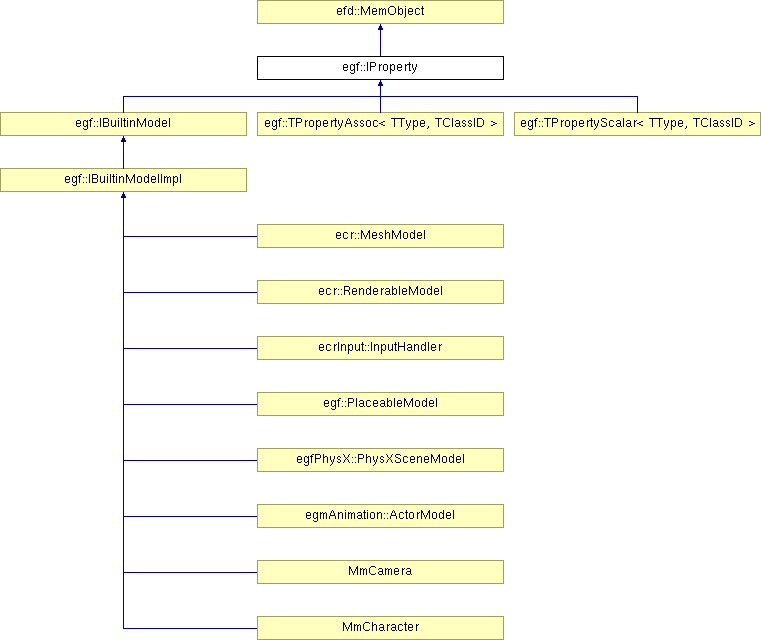 efd::MemObject
egf::IProperty
egf::IBuiltinModel
egf::TPropertyAssoc< TType, TClassID >
egf::TPropertyScalar< TType, TClassID >
egf::IBuiltinModelImpl
ecr::MeshModel
ecr::RenderableModel
ecrInput::InputHandler
egf::PlaceableModel
egfPhysX::PhysXSceneModel
egmAnimation::ActorModel
MmCamera
MmCharacter